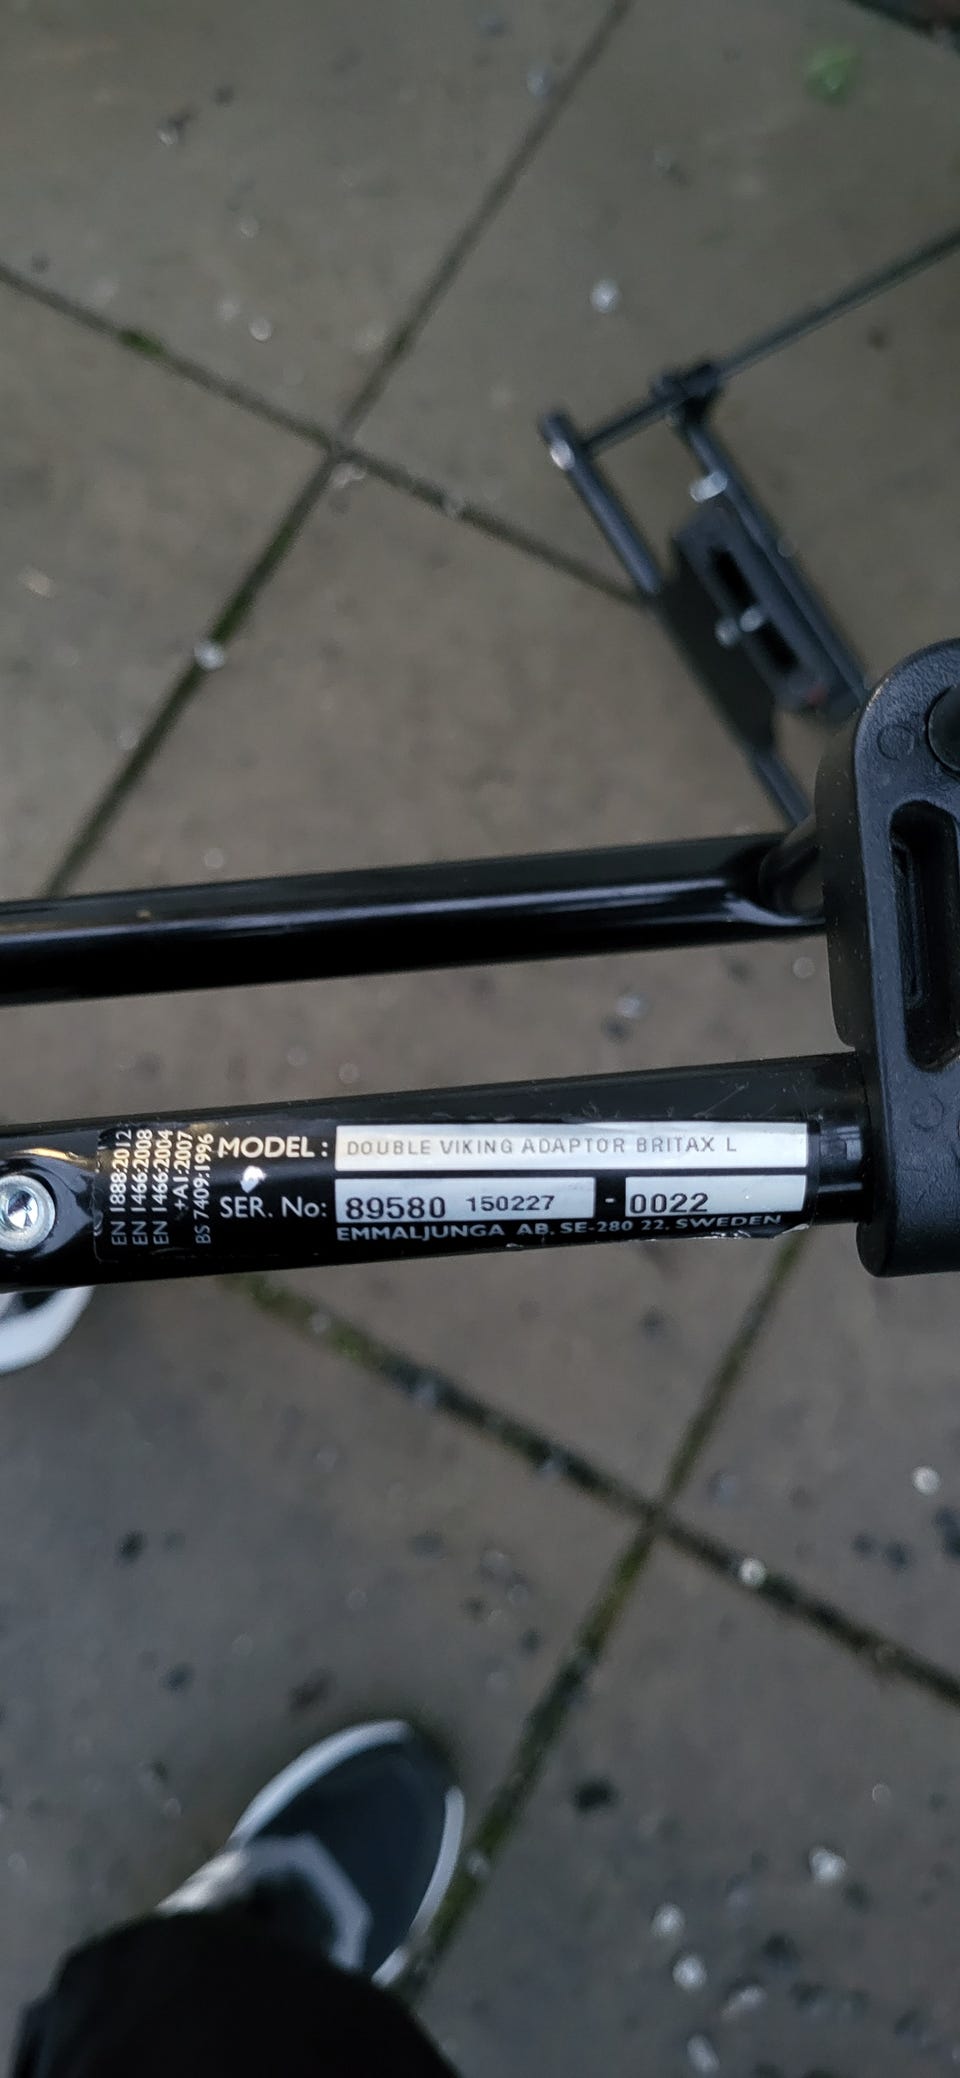 EN 1888:2012
EN 1466:2008
EN 1466:2004
+A1:2007
BS 7409:1996
MODEL: DOUBLE VIKING ADAPTOR BRITAX L
SER. No: 89580 150227 - 0022
EMMALJUNGA AB. SE-280 22. SWEDEN